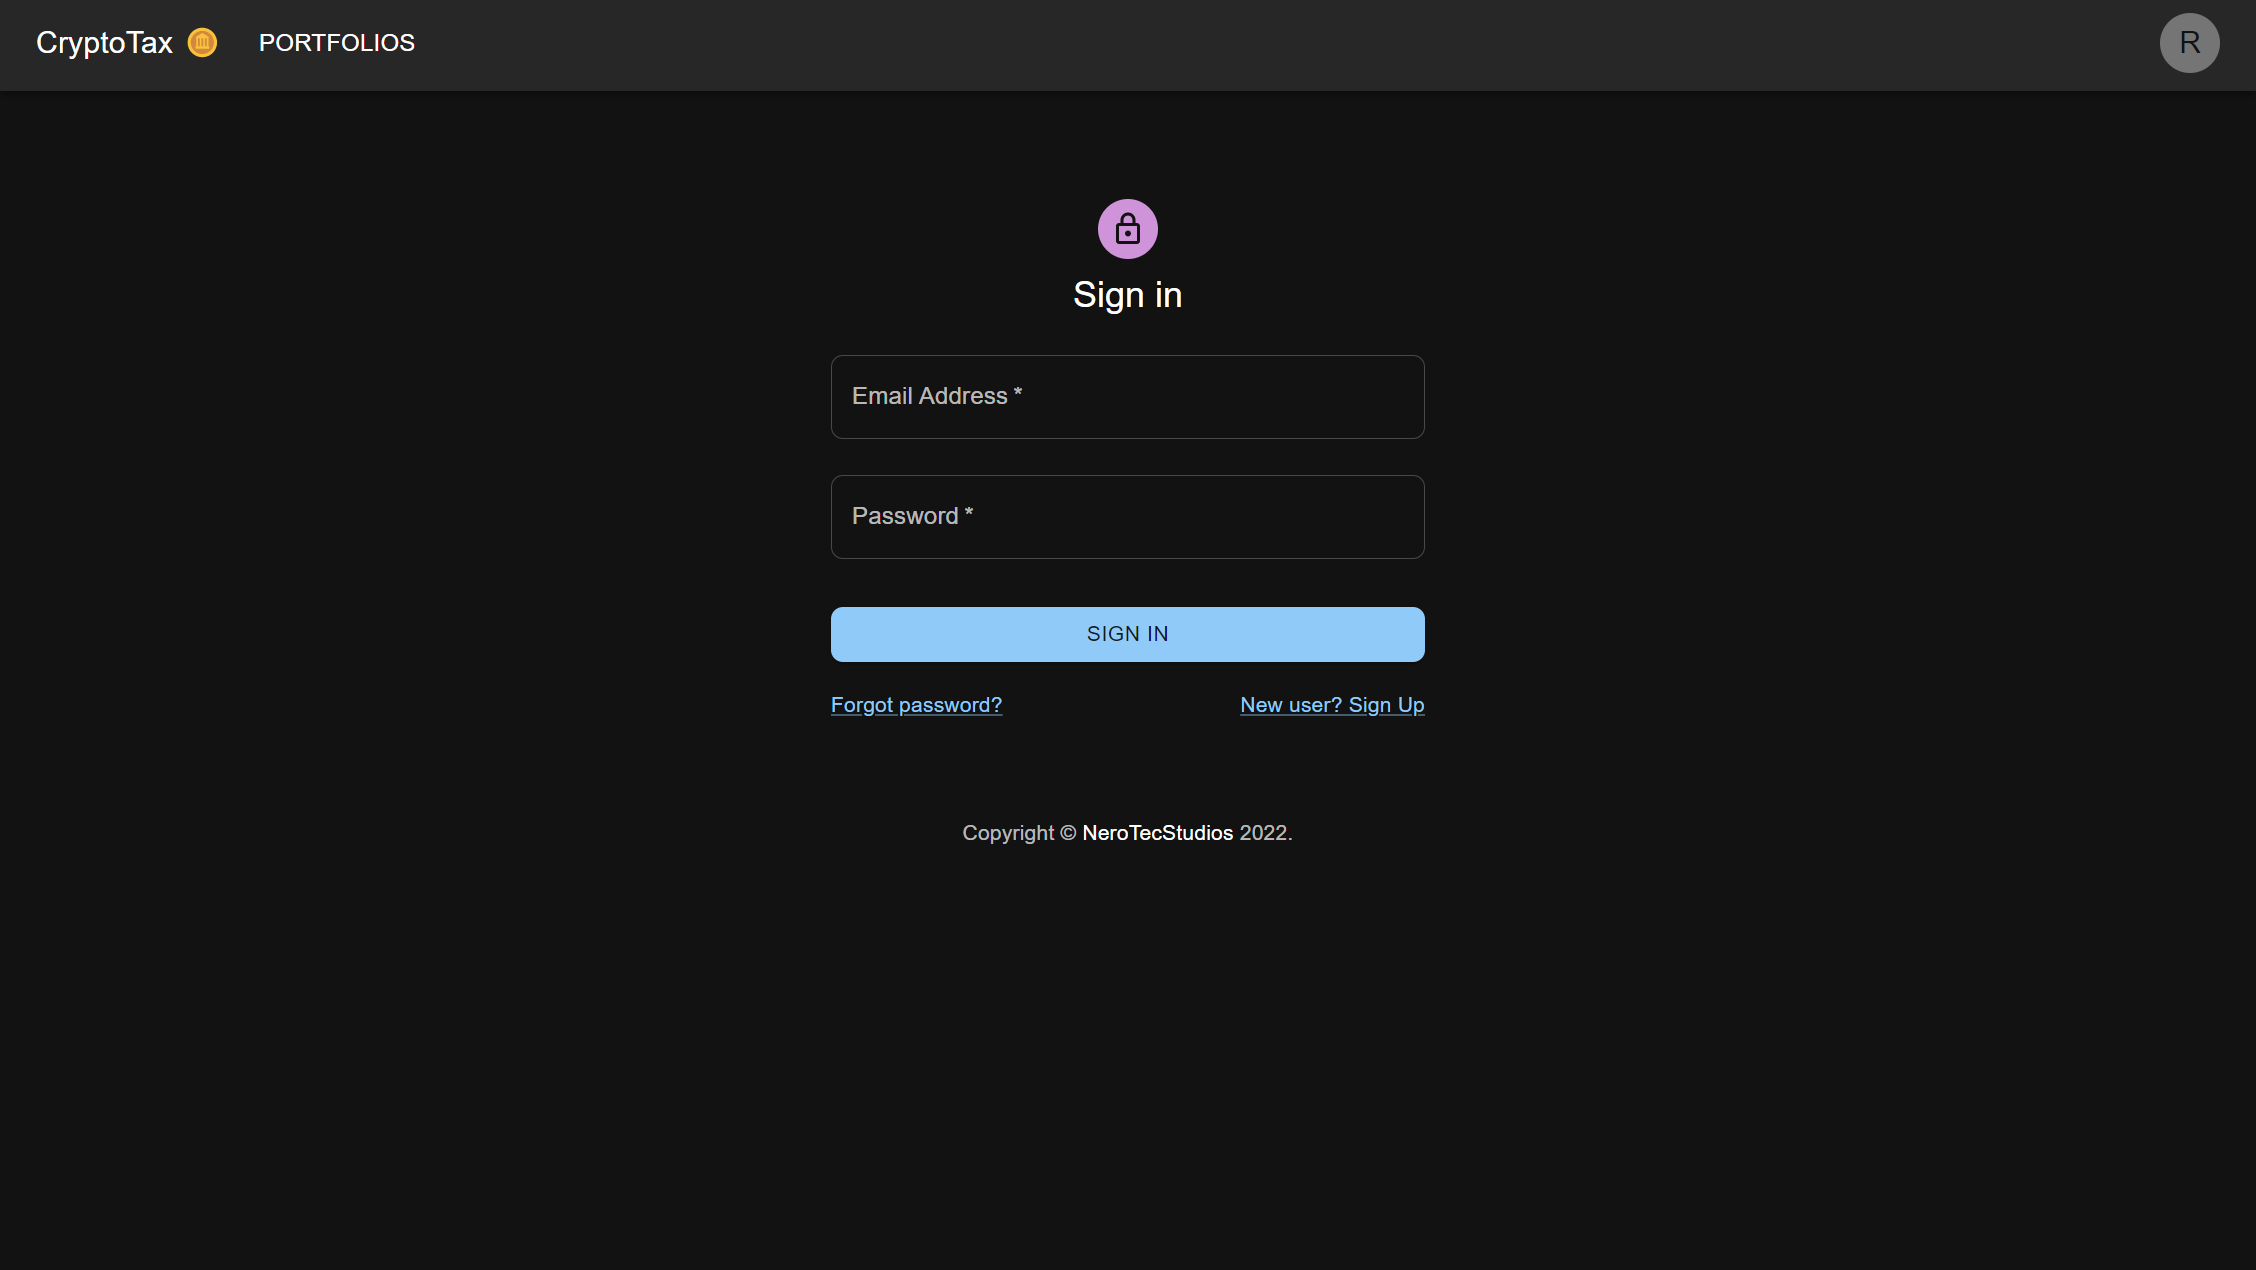 CryptoTax PORTFOLIOS R
Sign in
Email Address *
Password *
SIGN IN
Forgot password? New user? Sign Up
Copyright © NeroTecStudios 2022.